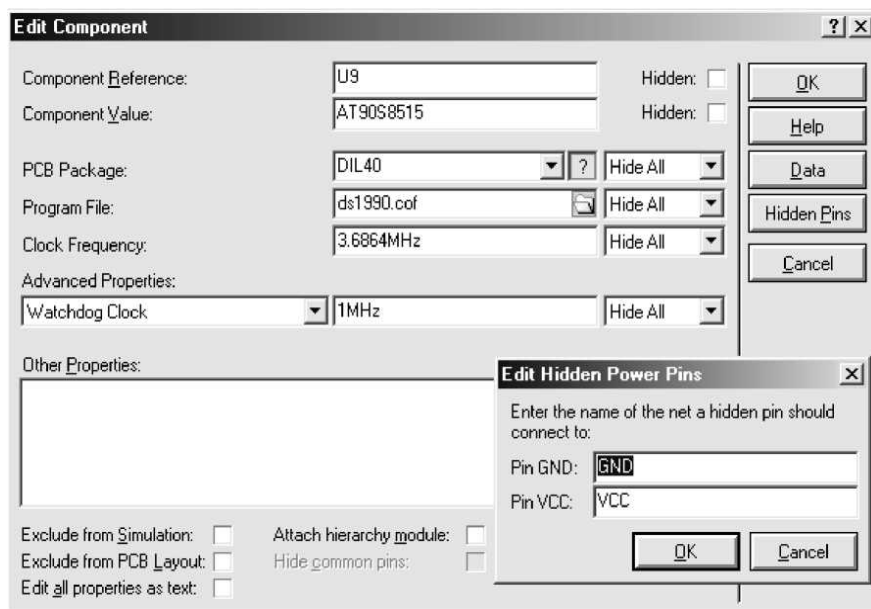 Edit Component
Component Reference: U9 Hidden:
Component Value: AT90S8515 Hidden:
PCB Package: DIL40 ? Hide All
Program File: ds1990.cof Hide All
Clock Frequency: 3.6864MHz Hide All
Advanced Properties:
Watchdog Clock 1MHz Hide All
Other Properties:
Exclude from Simulation: Attach hierarchy module:
Exclude from PCB Layout: Hide common pins:
Edit all properties as text:
OK
Help
Data
Hidden Pins
Cancel
Edit Hidden Power Pins
Enter the name of the net a hidden pin should
connect to:
Pin GND: GND
Pin VCC: VCC
OK Cancel